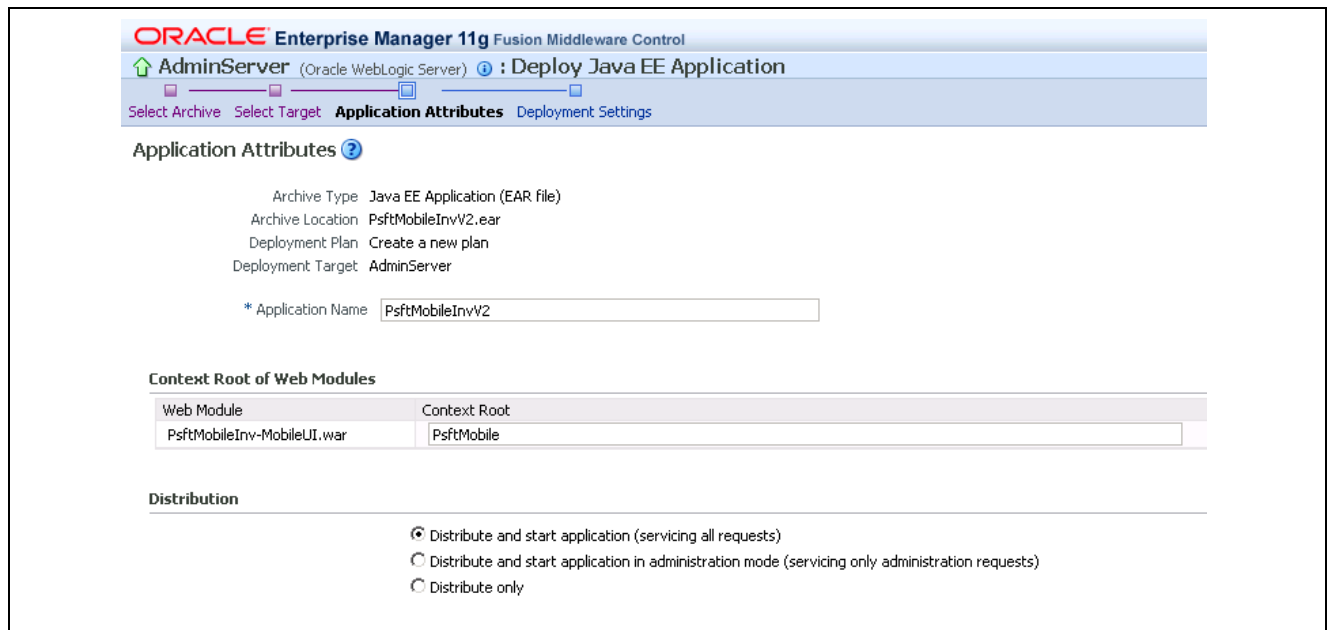 ORACLE Enterprise Manager 11g Fusion Middleware Control
AdminServer (Oracle WebLogic Server) : Deploy Java EE Application
Select Archive Select Target Application Attributes Deployment Settings
Application Attributes
Archive Type Java EE Application (EAR file)
Archive Location PsftMobileInvV2.ear
Deployment Plan Create a new plan
Deployment Target AdminServer
* Application Name PsftMobileInvV2
Context Root of Web Modules
Web Module Context Root
PsftMobileInv-MobileUI.war PsftMobile
Distribution
Distribute and start application (servicing all requests)
Distribute and start application in administration mode (servicing only administration requests)
Distribute only